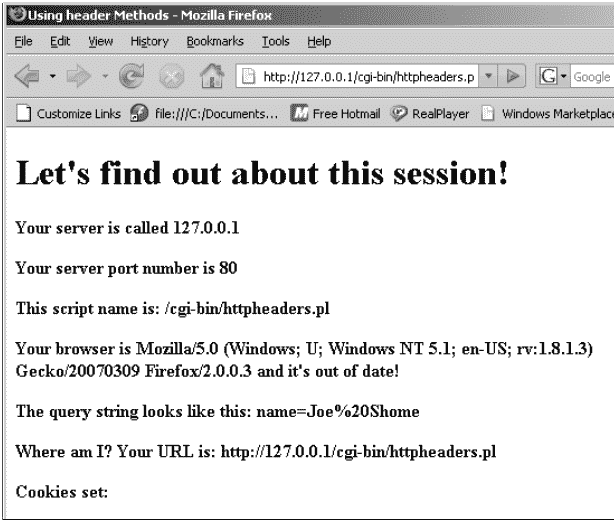 Using header Methods - Mozilla Firefox
File Edit View History Bookmarks Tools Help
http://127.0.0.1/cgi-bin/httpheaders.p G Google
Customize Links file:///C:/Documents... Free Hotmail RealPlayer Windows Marketplace
Let's find out about this session!
Your server is called 127.0.0.1
Your server port number is 80
This script name is: /cgi-bin/httpheaders.pl
Your browser is Mozilla/5.0 (Windows; U; Windows NT 5.1; en-US; rv:1.8.1.3)
Gecko/20070309 Firefox/2.0.0.3 and it's out of date!
The query string looks like this: name=Joe%20Shome
Where am I? Your URL is: http://127.0.0.1/cgi-bin/httpheaders.pl
Cookies set: